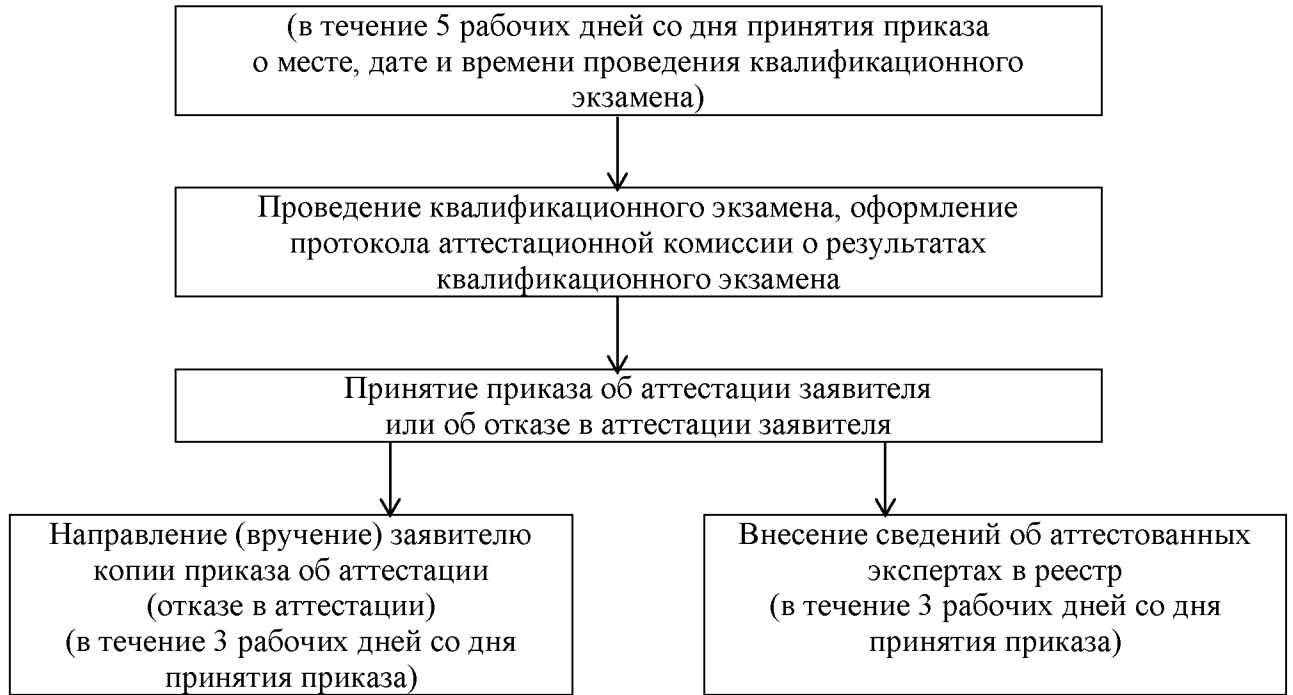 (в течение 5 рабочих дней со дня принятия приказа
о месте, дате и времени проведения квалификационного
экзамена)
Проведение квалификационного экзамена, оформление
протокола аттестационной комиссии о результатах
квалификационного экзамена
Принятие приказа об аттестации заявителя
или об отказе в аттестации заявителя
Направление (вручение) заявителю
копии приказа об аттестации
(отказе в аттестации)
(в течение 3 рабочих дней со дня
принятия приказа)
Внесение сведений об аттестованных
экспертах в реестр
(в течение 3 рабочих дней со дня
принятия приказа)